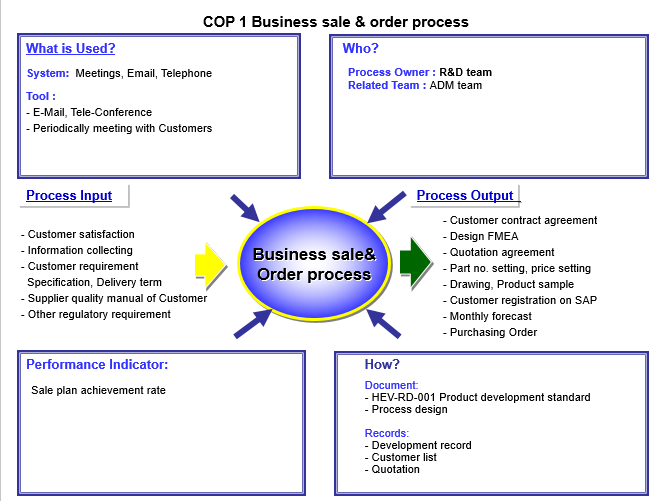 COP 1 Business sale & order process
What is Used?
System: Meetings, Email, Telephone
Tool :
- E-Mail, Tele-Conference
- Periodically meeting with Customers
Who?
Process Owner : R&D team
Related Team : ADM team
Process Input
- Customer satisfaction
- Information collecting
- Customer requirement
Specification, Delivery term
- Supplier quality manual of Customer
- Other regulatory requirement
Business sale&
Order process
Process Output
- Customer contract agreement
- Design FMEA
- Quotation agreement
- Part no. setting, price setting
- Drawing, Product sample
- Customer registration on SAP
- Monthly forecast
- Purchasing Order
Performance Indicator:
Sale plan achievement rate
How?
Document:
- HEV-RD-001 Product development standard
- Process design
Records:
- Development record
- Customer list
- Quotation